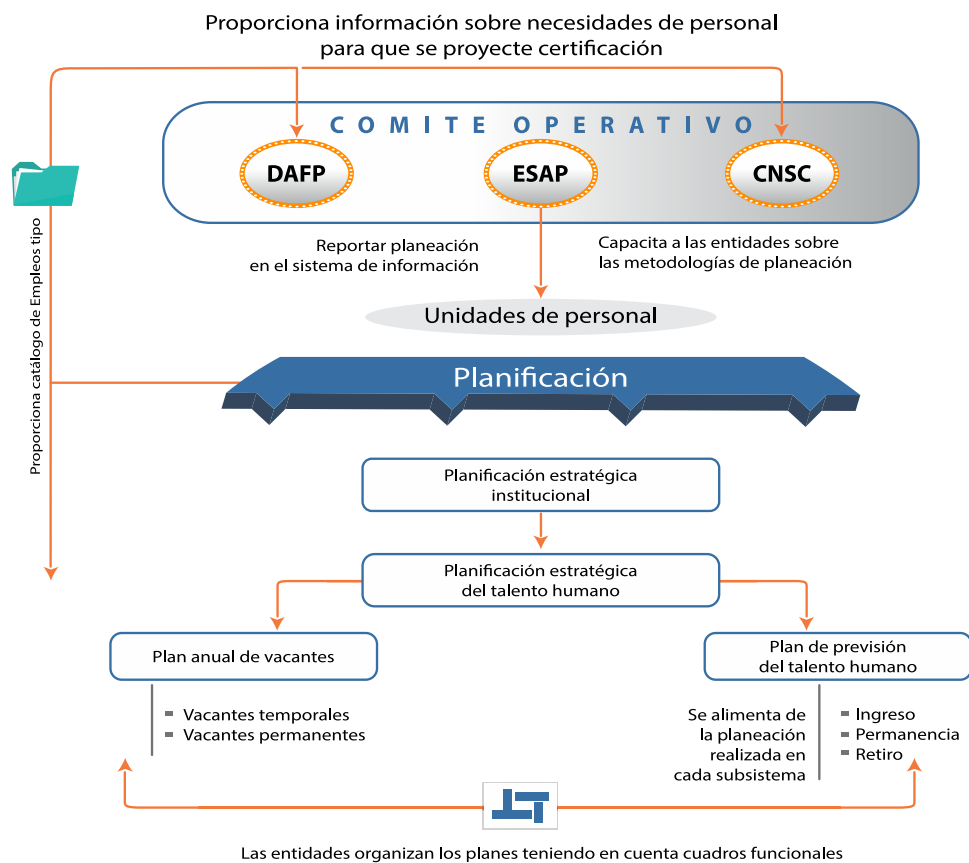 Proporciona información sobre necesidades de personal
para que se proyecte certificación
COMITE OPERATIVO
DAFP
ESAP
CNSC
Proporciona catálogo de Empleos tipo
Reportar planeación
en el sistema de información
Capacita a las entidades sobre
las metodologías de planeación
Unidades de personal
Planificación
Planificación estratégica
institucional
Planificación estratégica
del talento humano
Plan anual de vacantes
Vacantes temporales
Vacantes permanentes
Plan de previsión
del talento humano
Se alimenta de
la planeación
realizada en
cada subsistema
Ingreso
Permanencia
Retiro
Las entidades organizan los planes teniendo en cuenta cuadros funcionales